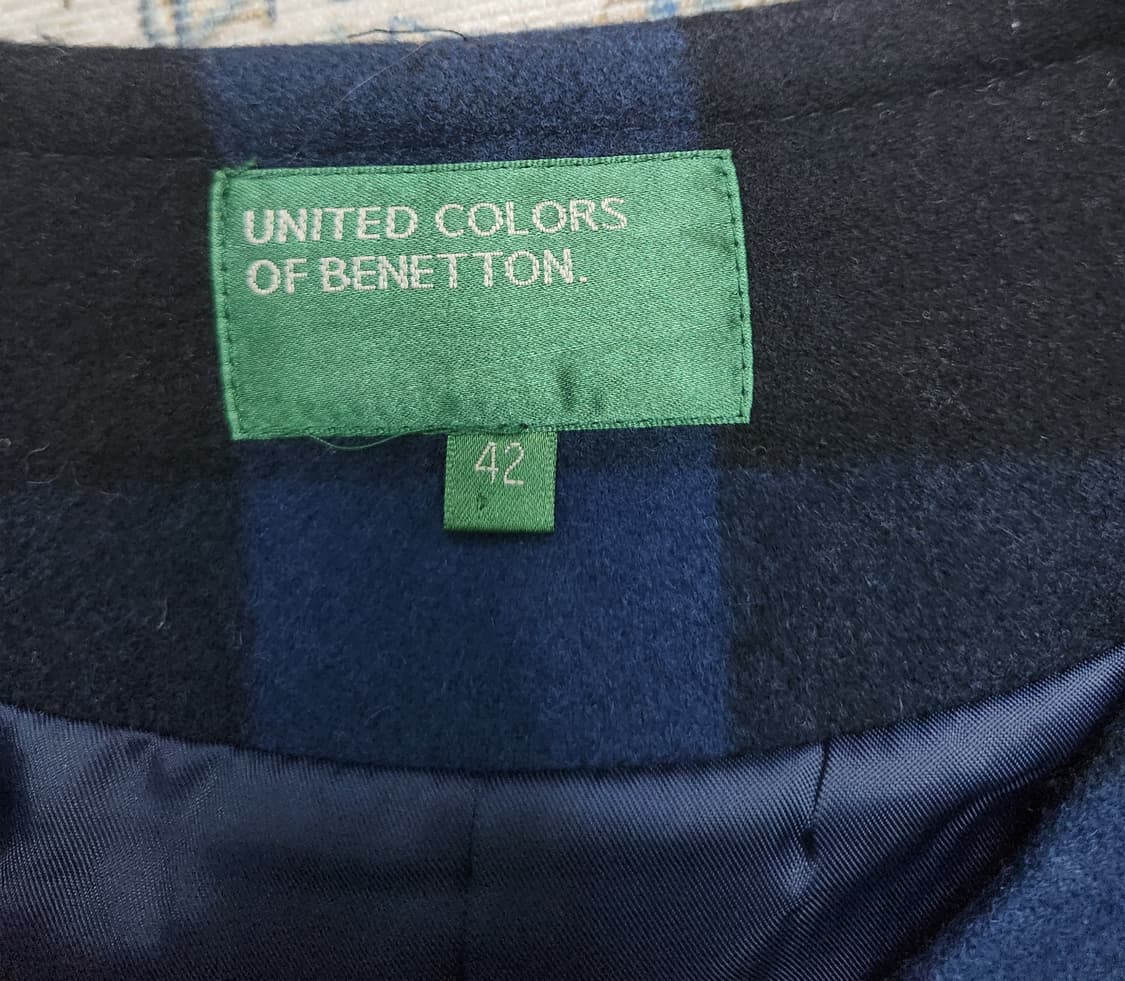 UNITED COLORS
OF BENETTON.
42